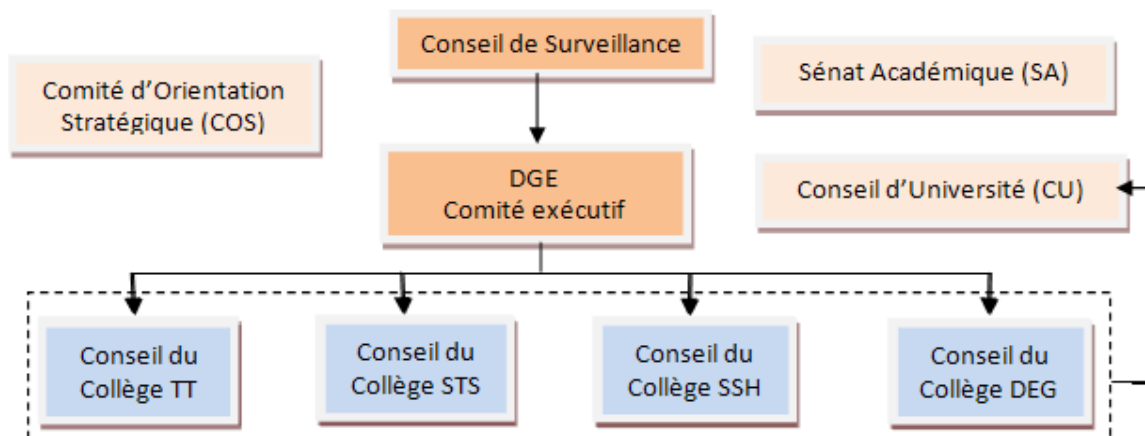 Conseil de Surveillance
Comité d’Orientation
Stratégique (COS)
Sénat Académique (SA)
DGE
Comité exécutif
Conseil d’Université (CU)
Conseil du
Collège TT
Conseil du
Collège STS
Conseil du
Collège SSH
Conseil du
Collège DEG